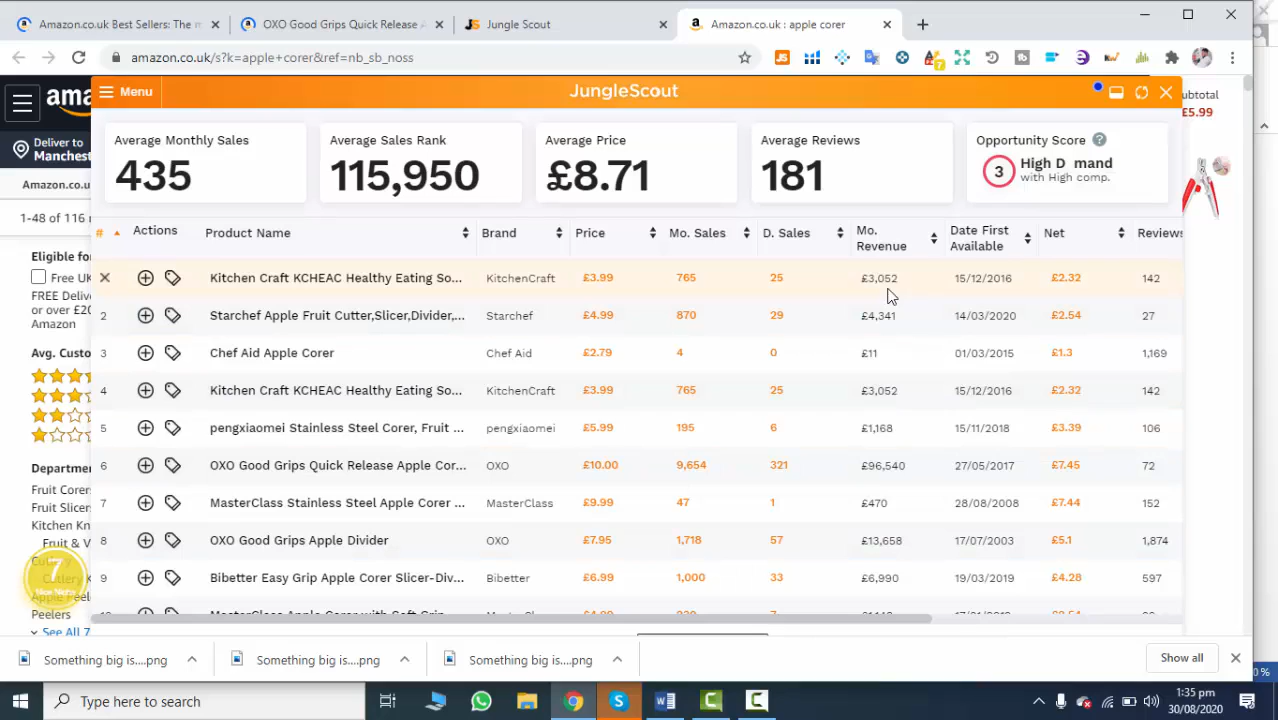 Amazon.co.uk Best Sellers: The m
OXO Good Grips Quick Release A
Jungle Scout
Amazon.co.uk : apple corer
amazon.co.uk/s?k=apple+corer&ref=nb_sb_noss
7
Menu
JungleScout
ama
Deliver to
Manchest
Amazon.co.u
1-48 of 116
Eligible fo
Free UK
FREE Delive
or over £20
Amazon
Avg. Custo
Department
Fruit Corers
Fruit Slicers
Kitchen Kn
Fruit & V
Cutlery K
Apple Peel
Peelers
See All 7
7
Nice Niche
ubtotal
£5.99
Average Monthly Sales
435
Average Sales Rank
115,950
Average Price
£8.71
Average Reviews
181
Opportunity Score ?
3
High D mand
with High comp.
# Actions Product Name Brand Price Mo. Sales D. Sales Mo. Revenue Date First Available Net Reviews
Kitchen Craft KCHEAC Healthy Eating So... KitchenCraft £3.99 765 25 £3,052 15/12/2016 £2.32 142
2 Starchef Apple Fruit Cutter,Slicer,Divider,... Starchef £4.99 870 29 £4,341 14/03/2020 £2.54 27
3 Chef Aid Apple Corer Chef Aid £2.79 4 0 £11 01/03/2015 £1.3 1,169
4 Kitchen Craft KCHEAC Healthy Eating So... KitchenCraft £3.99 765 25 £3,052 15/12/2016 £2.32 142
5 pengxiaomei Stainless Steel Corer, Fruit ... pengxiaomei £5.99 195 6 £1,168 15/11/2018 £3.39 106
6 OXO Good Grips Quick Release Apple Cor... OXO £10.00 9,654 321 £96,540 27/05/2017 £7.45 72
7 MasterClass Stainless Steel Apple Corer ... MasterClass £9.99 47 1 £470 28/08/2008 £7.44 152
8 OXO Good Grips Apple Divider OXO £7.95 1,718 57 £13,658 17/07/2003 £5.1 1,874
9 Bibetter Easy Grip Apple Corer Slicer-Div... Bibetter £6.99 1,000 33 £6,990 19/03/2019 £4.28 597
Something big is....png
Something big is....png
Something big is....png
Show all
0 %
Type here to search
1:35 pm
30/08/2020